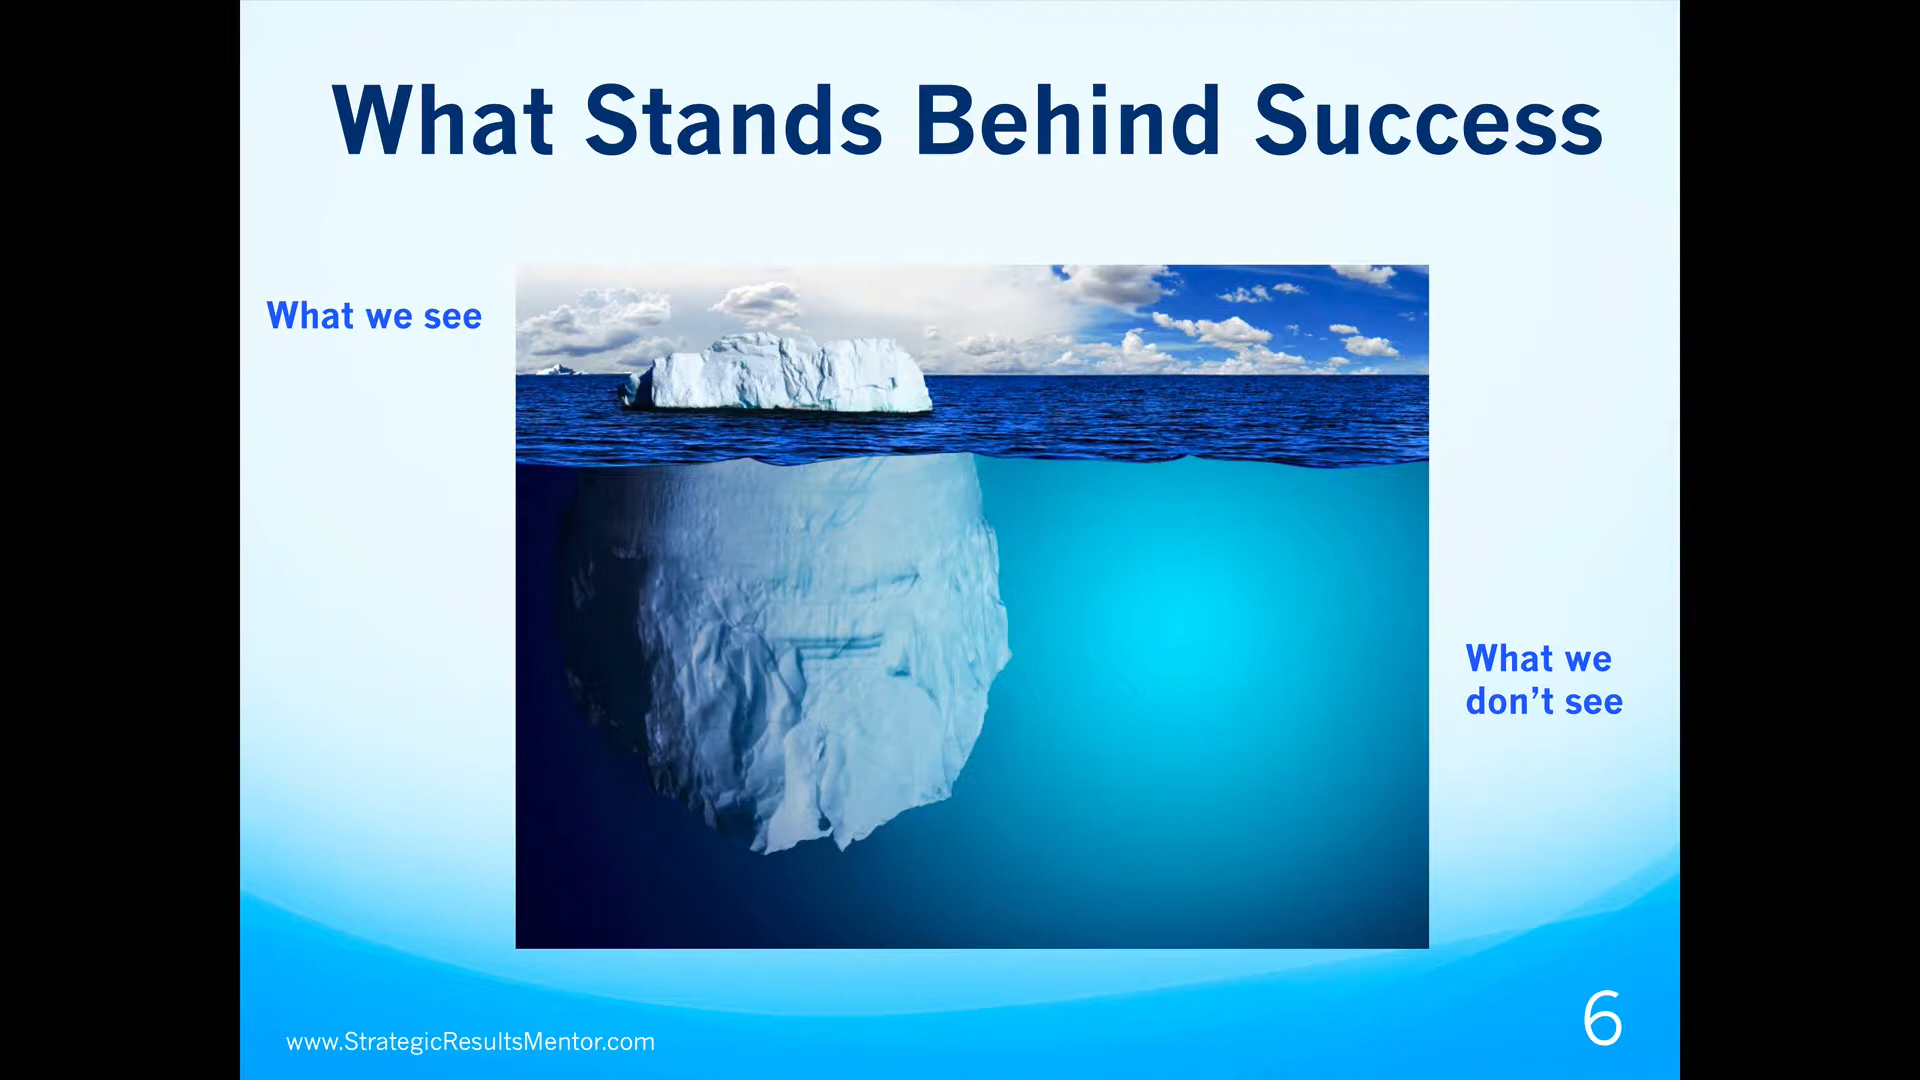 What Stands Behind Success
What we see
What we
don’t see
www.StrategicResultsMentor.com
6